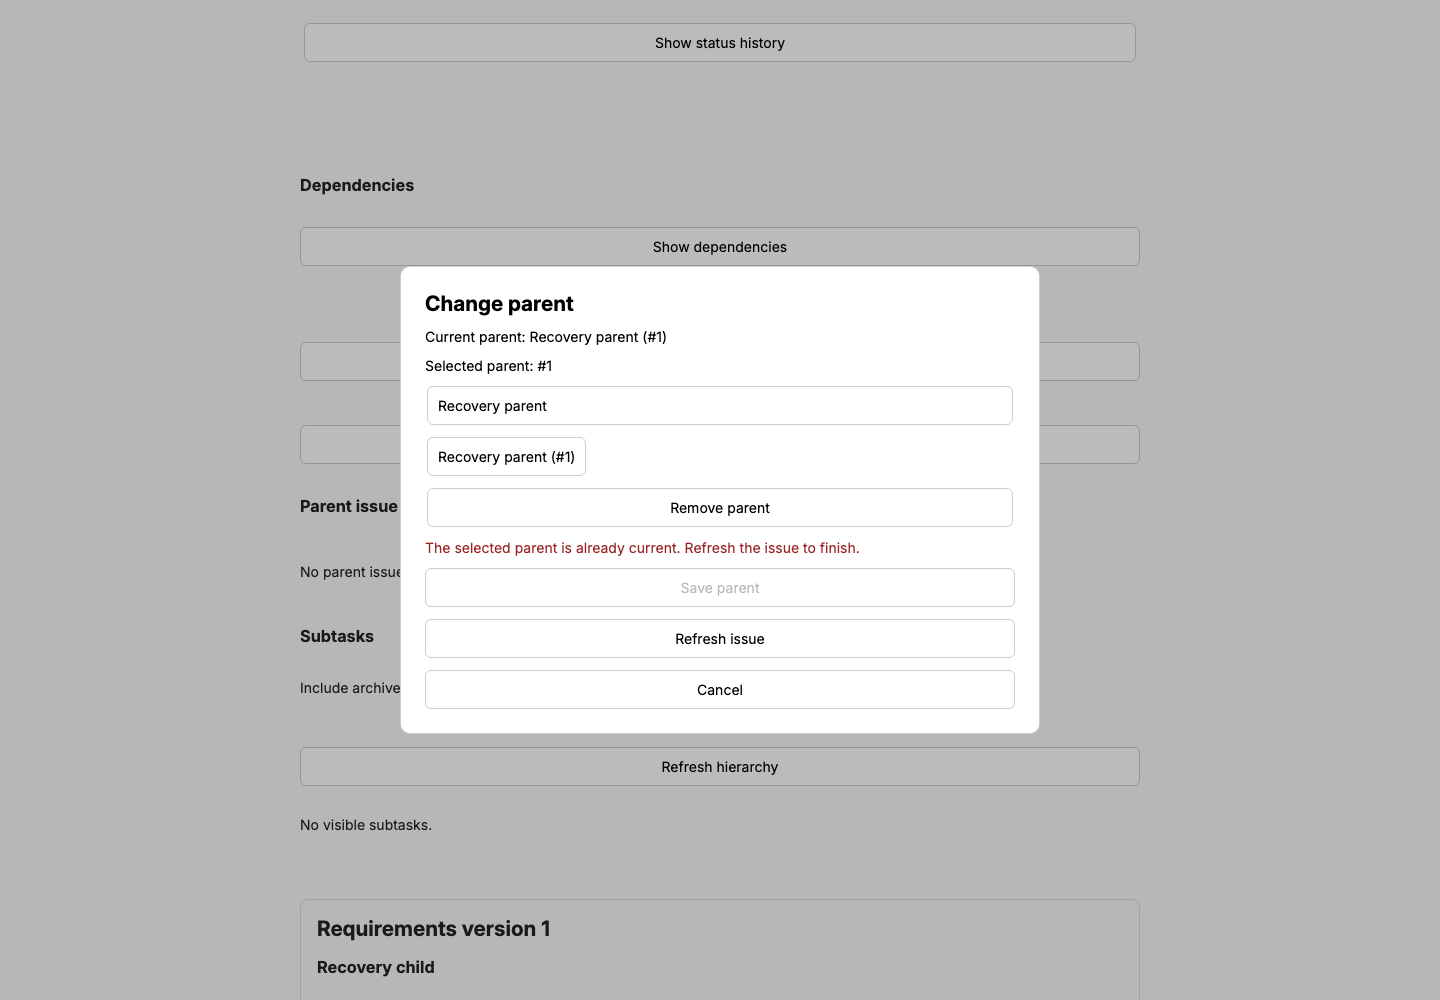 Show status history
Dependencies
Show dependencies
Change parent
Current parent: Recovery parent (#1)
Selected parent: #1
Recovery parent
Recovery parent (#1)
Remove parent
The selected parent is already current. Refresh the issue to finish.
Save parent
Refresh issue
Cancel
Parent issue
No parent issue
Subtasks
Include archive
Refresh hierarchy
No visible subtasks.
Requirements version 1
Recovery child